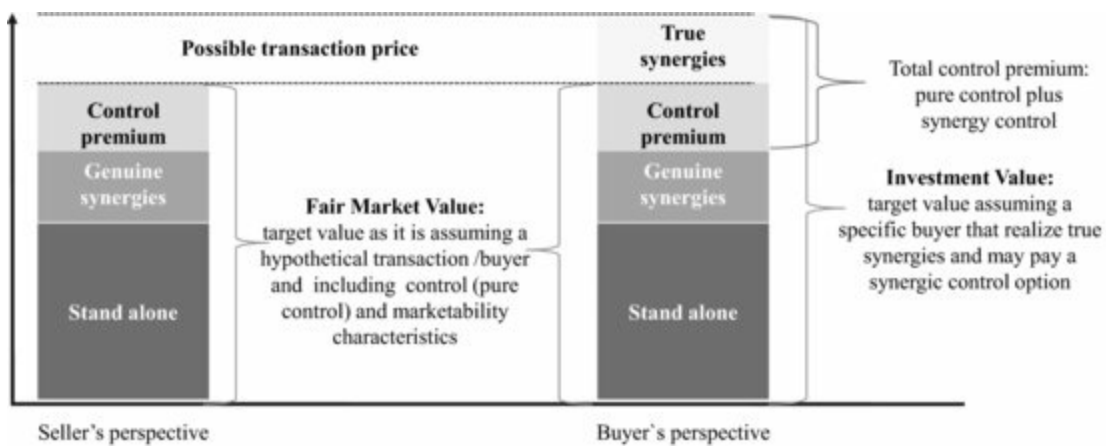 Possible transaction price
True
synergies
Total control premium:
pure control plus
synergy control
Control
premium
Control
premium
Genuine
synergies
Genuine
synergies
Fair Market Value:
target value as it is assuming a
hypothetical transaction /buyer
and including control (pure
control) and marketability
characteristics
Investment Value:
target value assuming a
specific buyer that realize true
synergies and may pay a
synergic control option
Stand alone
Stand alone
Seller's perspective
Buyer`s perspective